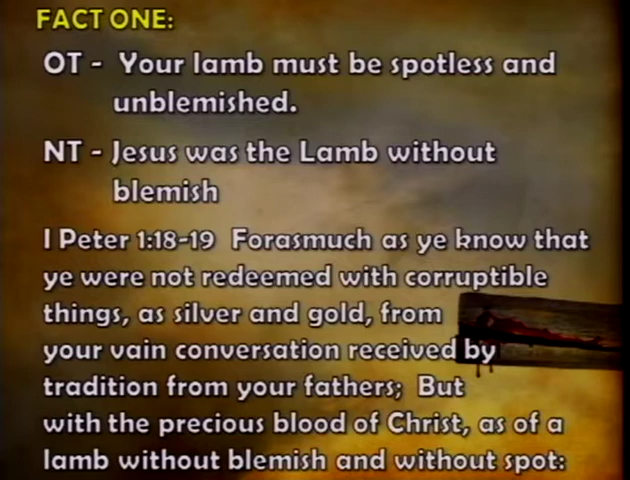 FACT ONE:
OT - Your lamb must be spotless and
unblemished.
NT - Jesus was the Lamb without
blemish
I Peter 1:18-19 Forasmuch as ye know that
ye were not redeemed with corruptible
things, as silver and gold, from
your vain conversation received by
tradition from your fathers; But
with the precious blood of Christ, as of a
lamb without blemish and without spot: